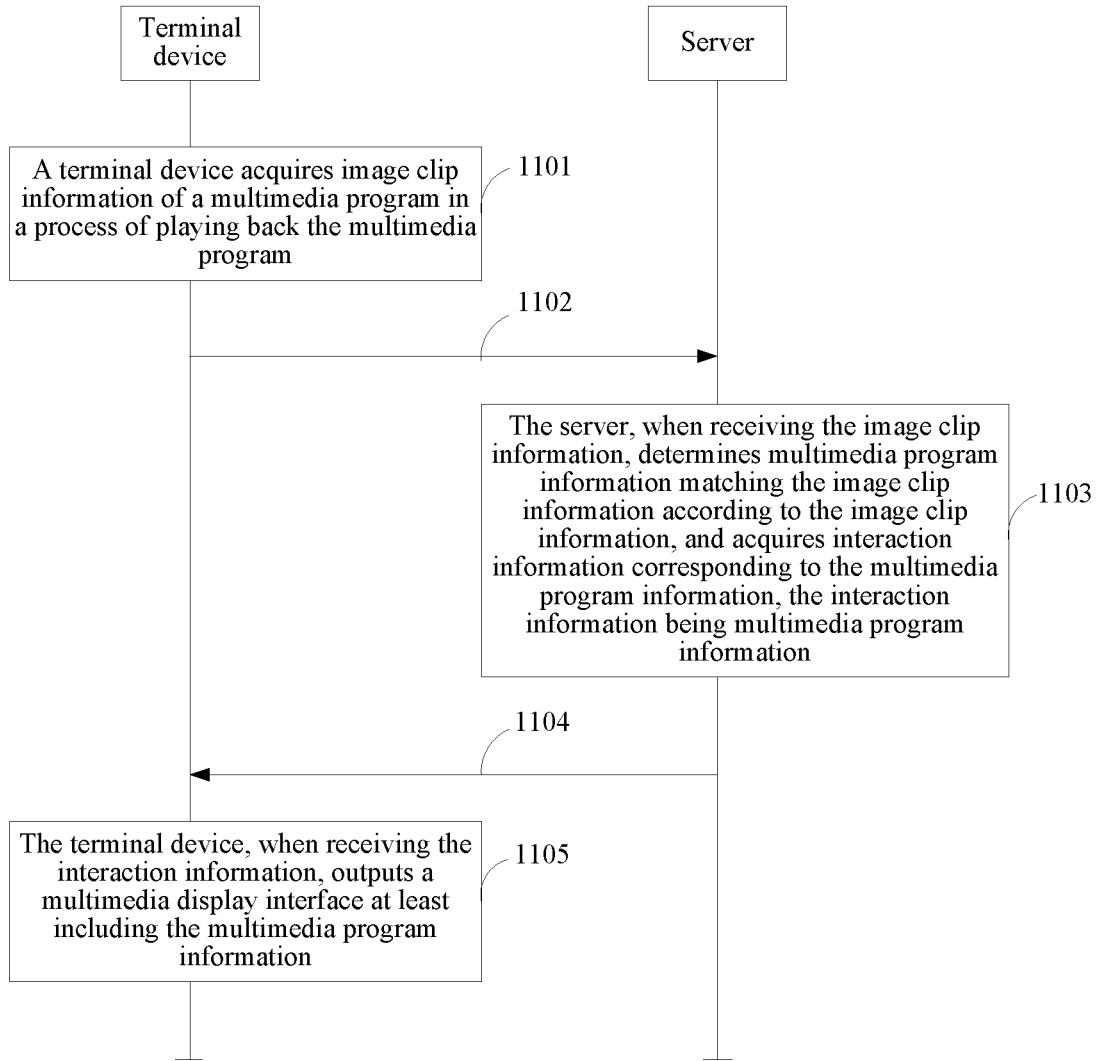 Terminal
device
Server
A terminal device acquires image clip
information of a multimedia program in
a process of playing back the multimedia
program
1101
1102
The server, when receiving the image clip
information, determines multimedia program
information matching the image clip
information according to the image clip
information, and acquires interaction
information corresponding to the multimedia
program information, the interaction
information being multimedia program
information
1103
1104
The terminal device, when receiving the
interaction information, outputs a
multimedia display interface at least
including the multimedia program
information
1105